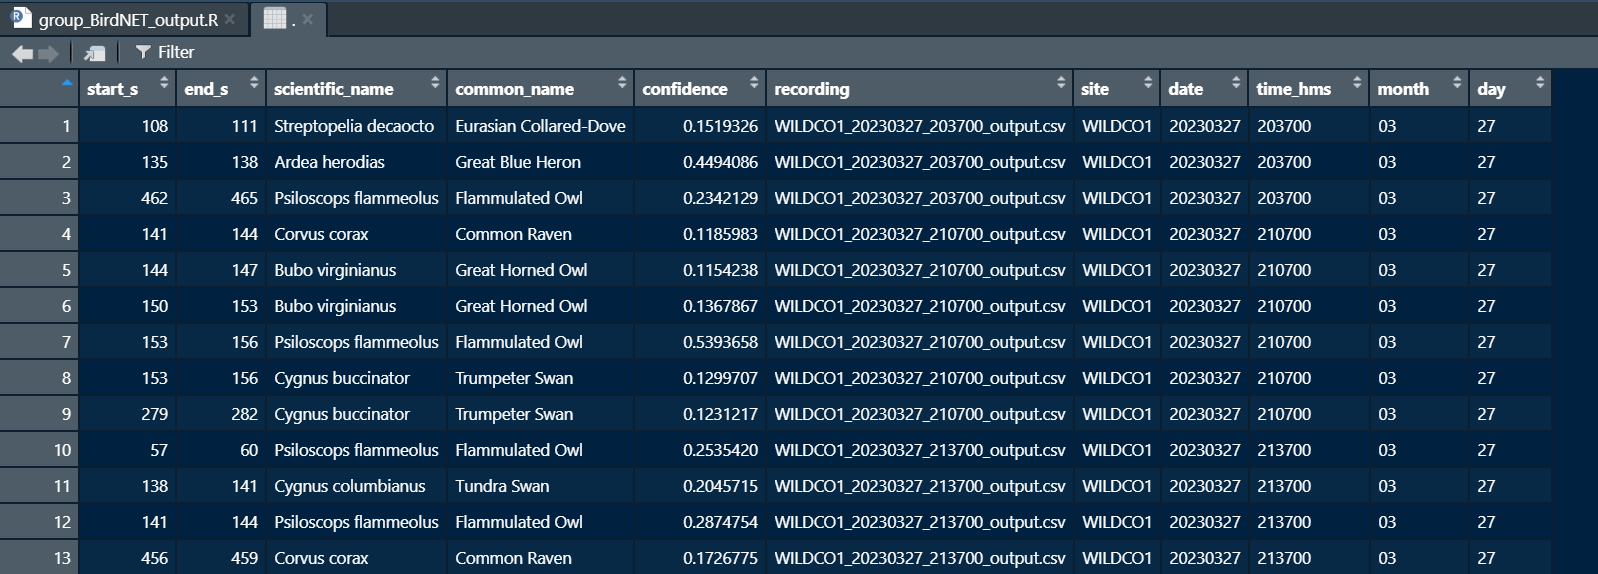 group_BirdNET_output.R
.
Filter
start_s end_s scientific_name common_name confidence recording site date time_hms month day
1 108 111 Streptopelia decaocto Eurasian Collared-Dove 0.1519326 WILDCO1_20230327_203700_output.csv WILDCO1 20230327 203700 03 27
2 135 138 Ardea herodias Great Blue Heron 0.4494086 WILDCO1_20230327_203700_output.csv WILDCO1 20230327 203700 03 27
3 462 465 Psiloscops flammeolus Flammulated Owl 0.2342129 WILDCO1_20230327_203700_output.csv WILDCO1 20230327 203700 03 27
4 141 144 Corvus corax Common Raven 0.1185983 WILDCO1_20230327_210700_output.csv WILDCO1 20230327 210700 03 27
5 144 147 Bubo virginianus Great Horned Owl 0.1154238 WILDCO1_20230327_210700_output.csv WILDCO1 20230327 210700 03 27
6 150 153 Bubo virginianus Great Horned Owl 0.1367867 WILDCO1_20230327_210700_output.csv WILDCO1 20230327 210700 03 27
7 153 156 Psiloscops flammeolus Flammulated Owl 0.5393658 WILDCO1_20230327_210700_output.csv WILDCO1 20230327 210700 03 27
8 153 156 Cygnus buccinator Trumpeter Swan 0.1299707 WILDCO1_20230327_210700_output.csv WILDCO1 20230327 210700 03 27
9 279 282 Cygnus buccinator Trumpeter Swan 0.1231217 WILDCO1_20230327_210700_output.csv WILDCO1 20230327 210700 03 27
10 57 60 Psiloscops flammeolus Flammulated Owl 0.2535420 WILDCO1_20230327_213700_output.csv WILDCO1 20230327 213700 03 27
11 138 141 Cygnus columbianus Tundra Swan 0.2045715 WILDCO1_20230327_213700_output.csv WILDCO1 20230327 213700 03 27
12 141 144 Psiloscops flammeolus Flammulated Owl 0.2874754 WILDCO1_20230327_213700_output.csv WILDCO1 20230327 213700 03 27
13 456 459 Corvus corax Common Raven 0.1726775 WILDCO1_20230327_213700_output.csv WILDCO1 20230327 213700 03 27